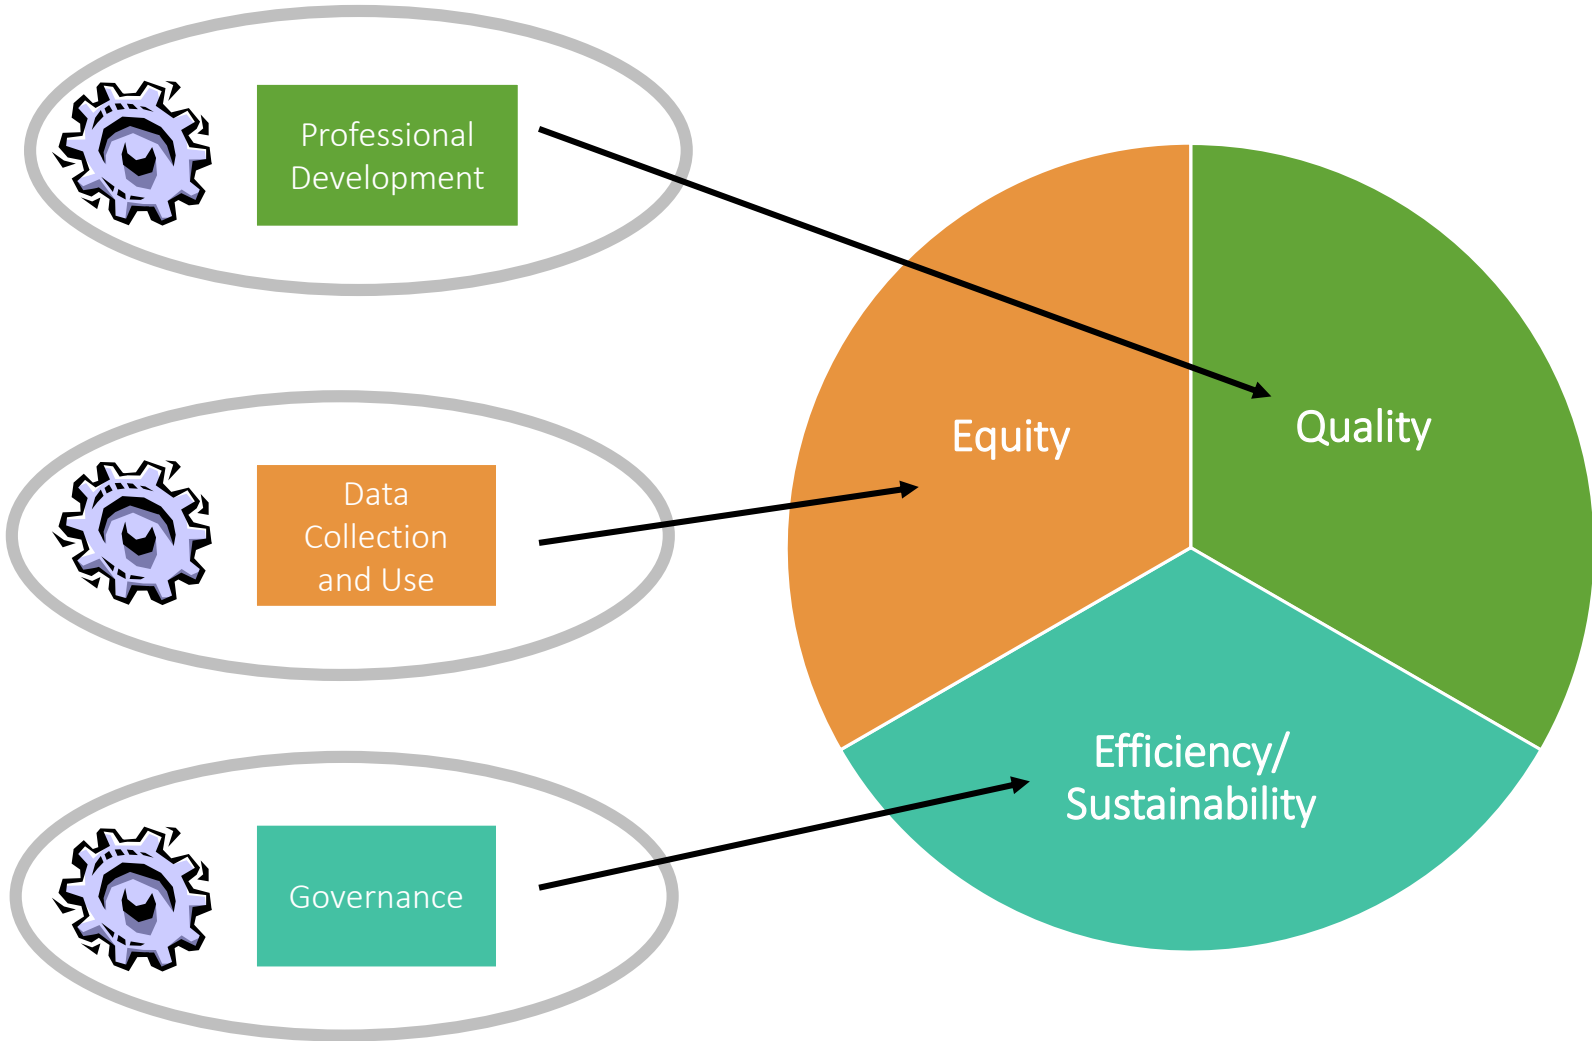 Professional
Development
Data
Collection
and Use
Governance
Equity
Quality
Efficiency/
Sustainability